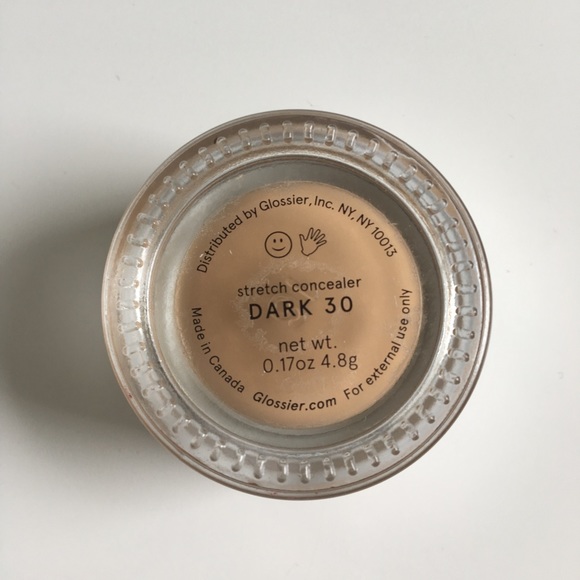 Distributed by Glossier, Inc. NY, NY 10013
stretch concealer
DARK 30
net wt.
0.17oz 4.8g
Made in Canada
Glossier.com
For external use only